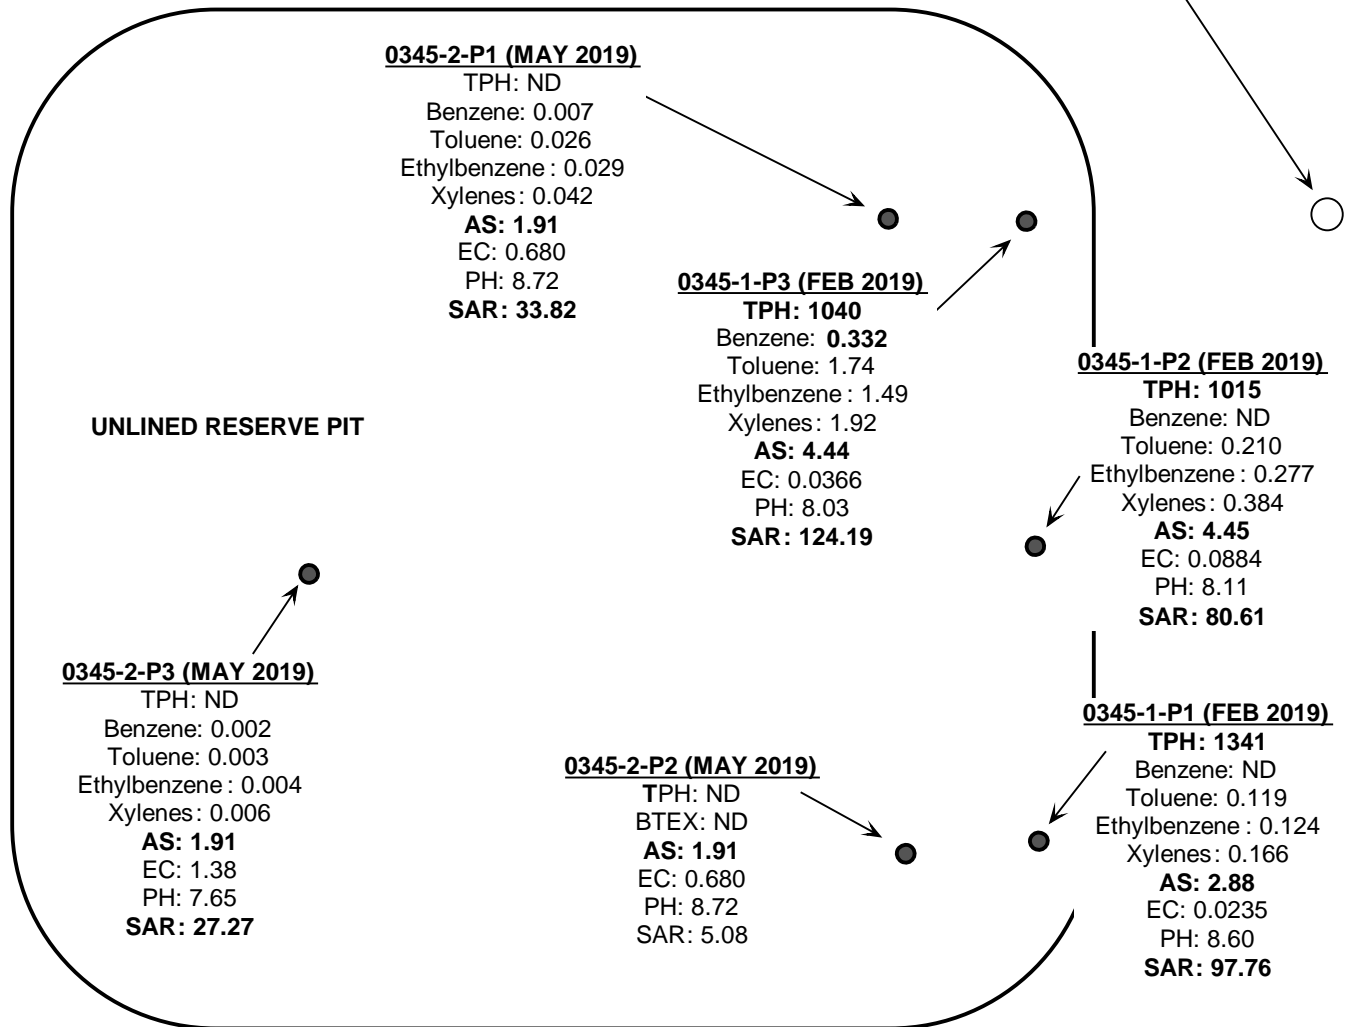 0345-2-P1 (MAY 2019)
TPH: ND
Benzene: 0.007
Toluene: 0.026
Ethylbenzene : 0.029
Xylenes: 0.042
AS: 1.91
EC: 0.680
PH: 8.72
SAR: 33.82
0345-1-P3 (FEB 2019)
TPH: 1040
Benzene: 0.332
Toluene: 1.74
Ethylbenzene : 1.49
Xylenes: 1.92
AS: 4.44
EC: 0.0366
PH: 8.03
SAR: 124.19
0345-1-P2 (FEB 2019)
TPH: 1015
Benzene: ND
Toluene: 0.210
Ethylbenzene : 0.277
Xylenes: 0.384
AS: 4.45
EC: 0.0884
PH: 8.11
SAR: 80.61
UNLINED RESERVE PIT
0345-2-P3 (MAY 2019)
TPH: ND
Benzene: 0.002
Toluene: 0.003
Ethylbenzene : 0.004
Xylenes: 0.006
AS: 1.91
EC: 1.38
PH: 7.65
SAR: 27.27
0345-2-P2 (MAY 2019)
TPH: ND
BTEX: ND
AS: 1.91
EC: 0.680
PH: 8.72
SAR: 5.08
0345-1-P1 (FEB 2019)
TPH: 1341
Benzene: ND
Toluene: 0.119
Ethylbenzene : 0.124
Xylenes: 0.166
AS: 2.88
EC: 0.0235
PH: 8.60
SAR: 97.76